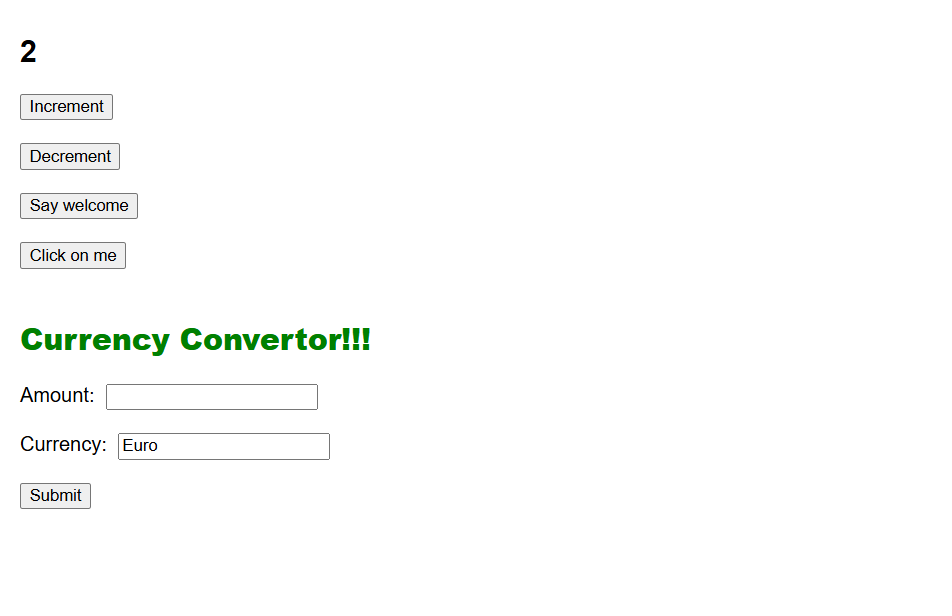 2
Increment
Decrement
Say welcome
Click on me
Currency Convertor!!!
Amount:
Currency: Euro
Submit